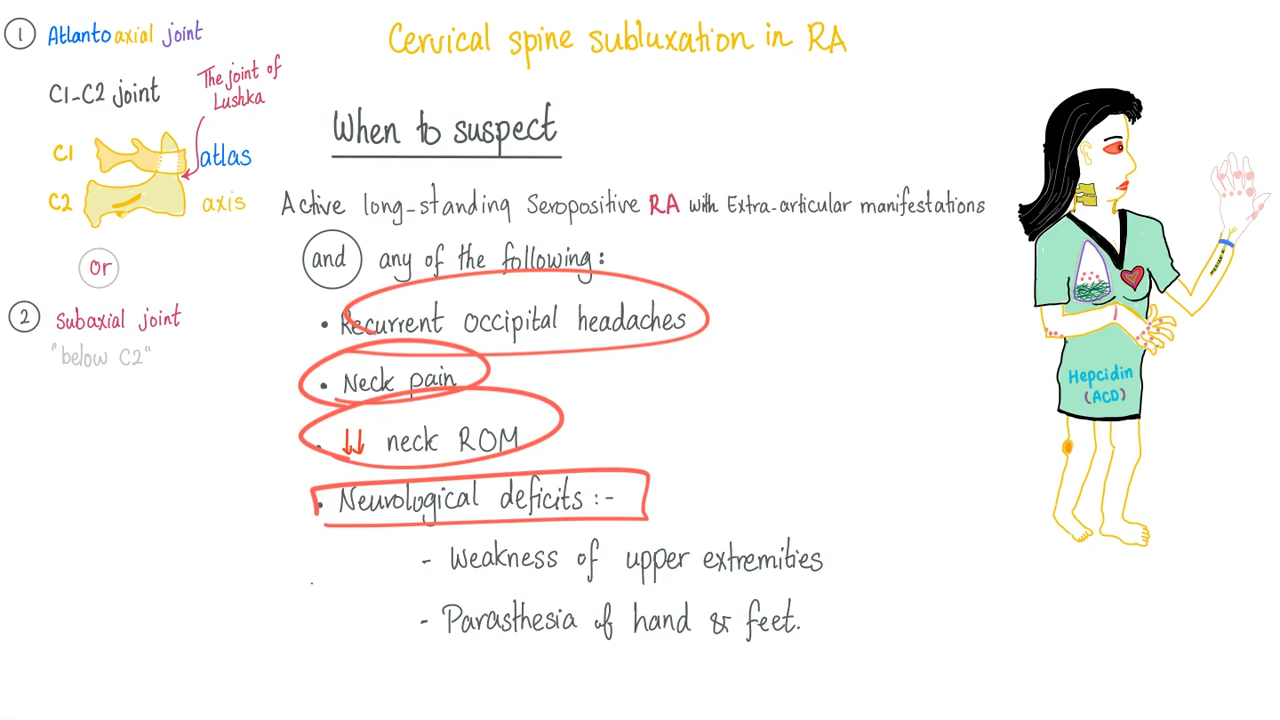 Cervical spine subluxation in RA
1 Atlantoaxial joint
C1-C2 joint
The joint of
Lushka
C1 atlas
C2 axis
or
2 Subaxial joint
"below C2"
When to suspect
Active long-standing Seropositive RA with Extra-articular manifestations
and any of the following:
• Recurrent occipital headaches
• Neck pain
• ↓↓ neck ROM
• Neurological deficits :-
- Weakness of upper extremities
- Parasthesia of hand & feet.
Hepcidin
(ACD)